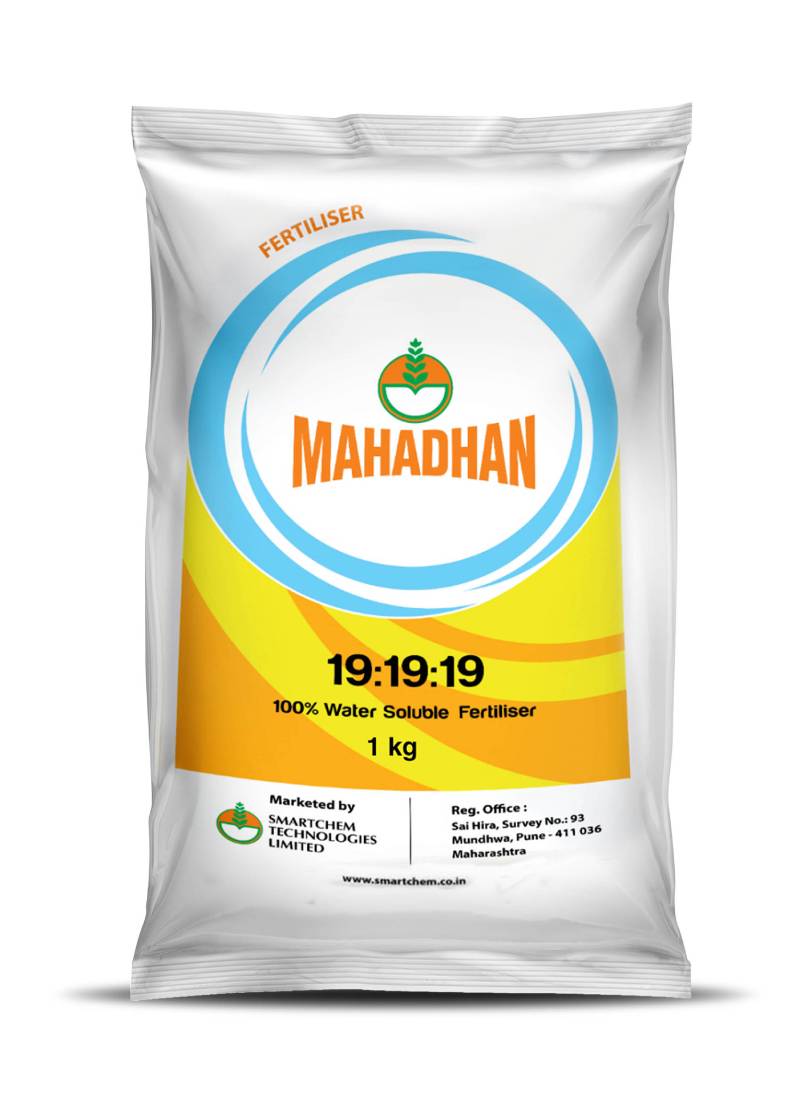 FERTILISER
MAHADHAN
19:19:19
100% Water Soluble Fertiliser
1 kg
Marketed by
SMARTCHEM
TECHNOLOGIES
LIMITED
Reg. Office :
Sai Hira, Survey No.: 93
Mundhwa, Pune - 411 036
Maharashtra
www.smartchem.co.in